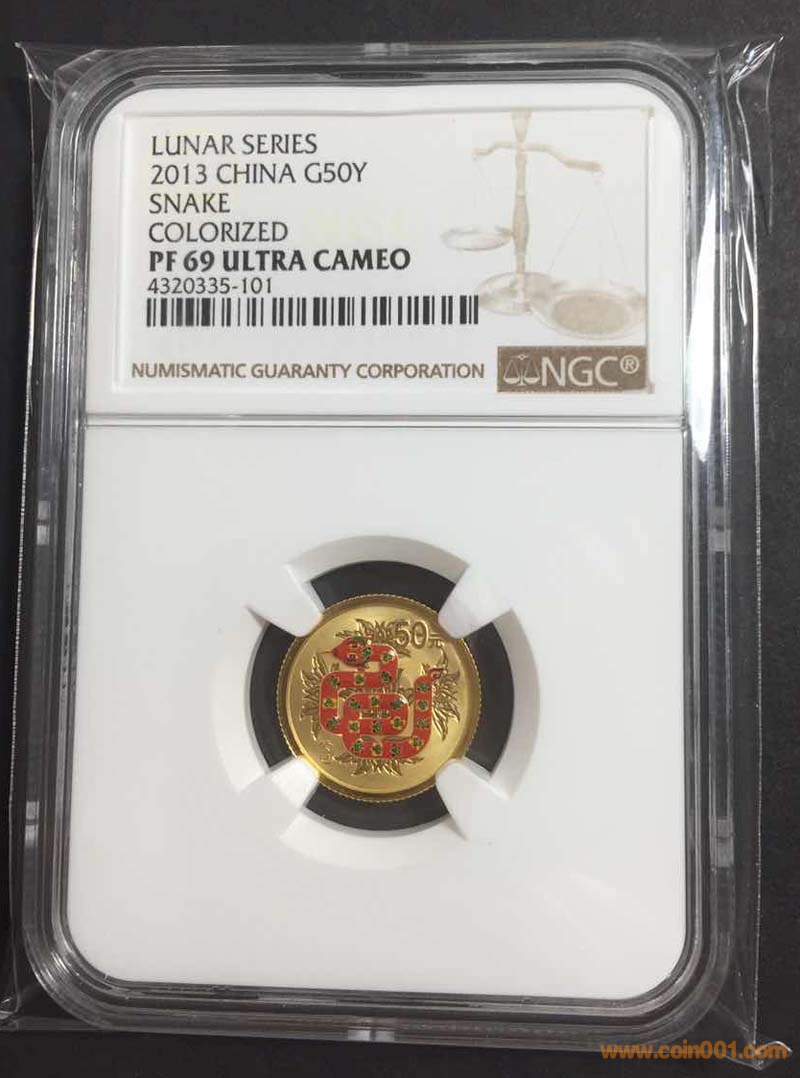 LUNAR SERIES
2013 CHINA G50Y
SNAKE
COLORIZED
PF 69 ULTRA CAMEO
4320335-101
NUMISMATIC GUARANTY CORPORATION NGC®
50元
www.coin001.com